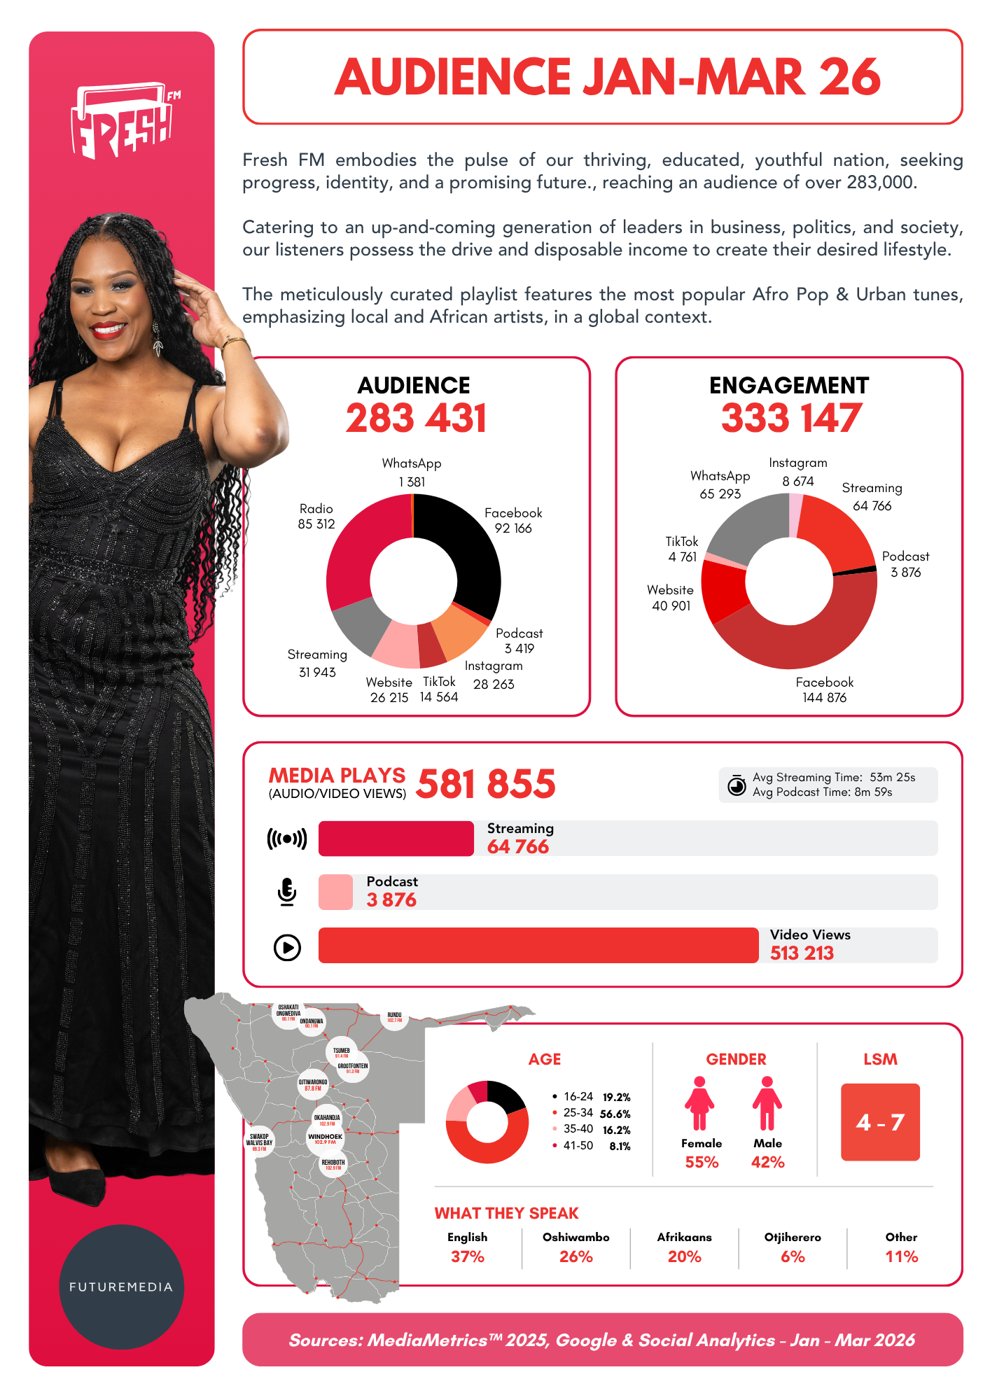 FRESH FM
AUDIENCE JAN-MAR 26
Fresh FM embodies the pulse of our thriving, educated, youthful nation, seeking
progress, identity, and a promising future., reaching an audience of over 283,000.
Catering to an up-and-coming generation of leaders in business, politics, and society,
our listeners possess the drive and disposable income to create their desired lifestyle.
The meticulously curated playlist features the most popular Afro Pop & Urban tunes,
emphasizing local and African artists, in a global context.
AUDIENCE
283 431
WhatsApp
1 381
Facebook
92 166
Podcast
3 419
Instagram
28 263
TikTok
14 564
Website
26 215
Streaming
31 943
Radio
85 312
ENGAGEMENT
333 147
Instagram
8 674
Streaming
64 766
Podcast
3 876
Facebook
144 876
Website
40 901
TikTok
4 761
WhatsApp
65 293
MEDIA PLAYS 581 855
(AUDIO/VIDEO VIEWS)
Avg Streaming Time: 53m 25s
Avg Podcast Time: 8m 59s
Streaming
64 766
Podcast
3 876
Video Views
513 213
OSHAKATI
ONGWEDIVA
ONDANGWA
RUNDU
TSUMEB
GROOTFONTEIN
OTJIWARONGO
87.8 FM
OKAHANDJA
WINDHOEK
102.9 FM
SWAKOP
WALVIS BAY
REHOBOTH
AGE
• 16-24 19.2%
• 25-34 56.6%
• 35-40 16.2%
• 41-50 8.1%
GENDER
Female
55%
Male
42%
LSM
4 - 7
WHAT THEY SPEAK
English
37%
Oshiwambo
26%
Afrikaans
20%
Otjiherero
6%
Other
11%
FUTUREMEDIA
Sources: MediaMetrics™ 2025, Google & Social Analytics - Jan - Mar 2026